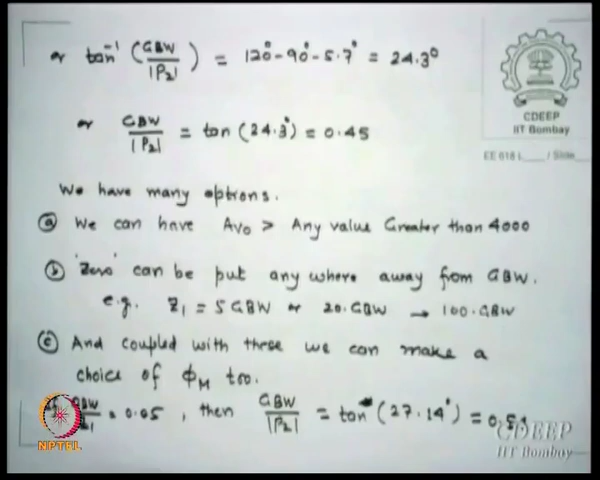 or tan⁻¹ (GBW/|P₂|) = 120° - 90° - 5.7° = 24.3°
CDEEP
IIT Bombay
or GBW/|P₂| = tan (24.3°) = 0.45
EE 618 L____ / Slide
We have many options.
(a) We can have Av₀ > Any value Greater than 4000
(b) 'Zero' can be put any where away from GBW.
e.g. Z₁ = 5 GBW or 20.GBW → 100.GBW
(c) And coupled with these we can make a
choice of ΦM too.
GBW = 0.05, then GBW/|P₂| = tan (27.14°) =
NPTEL
CDEEP
IIT Bombay